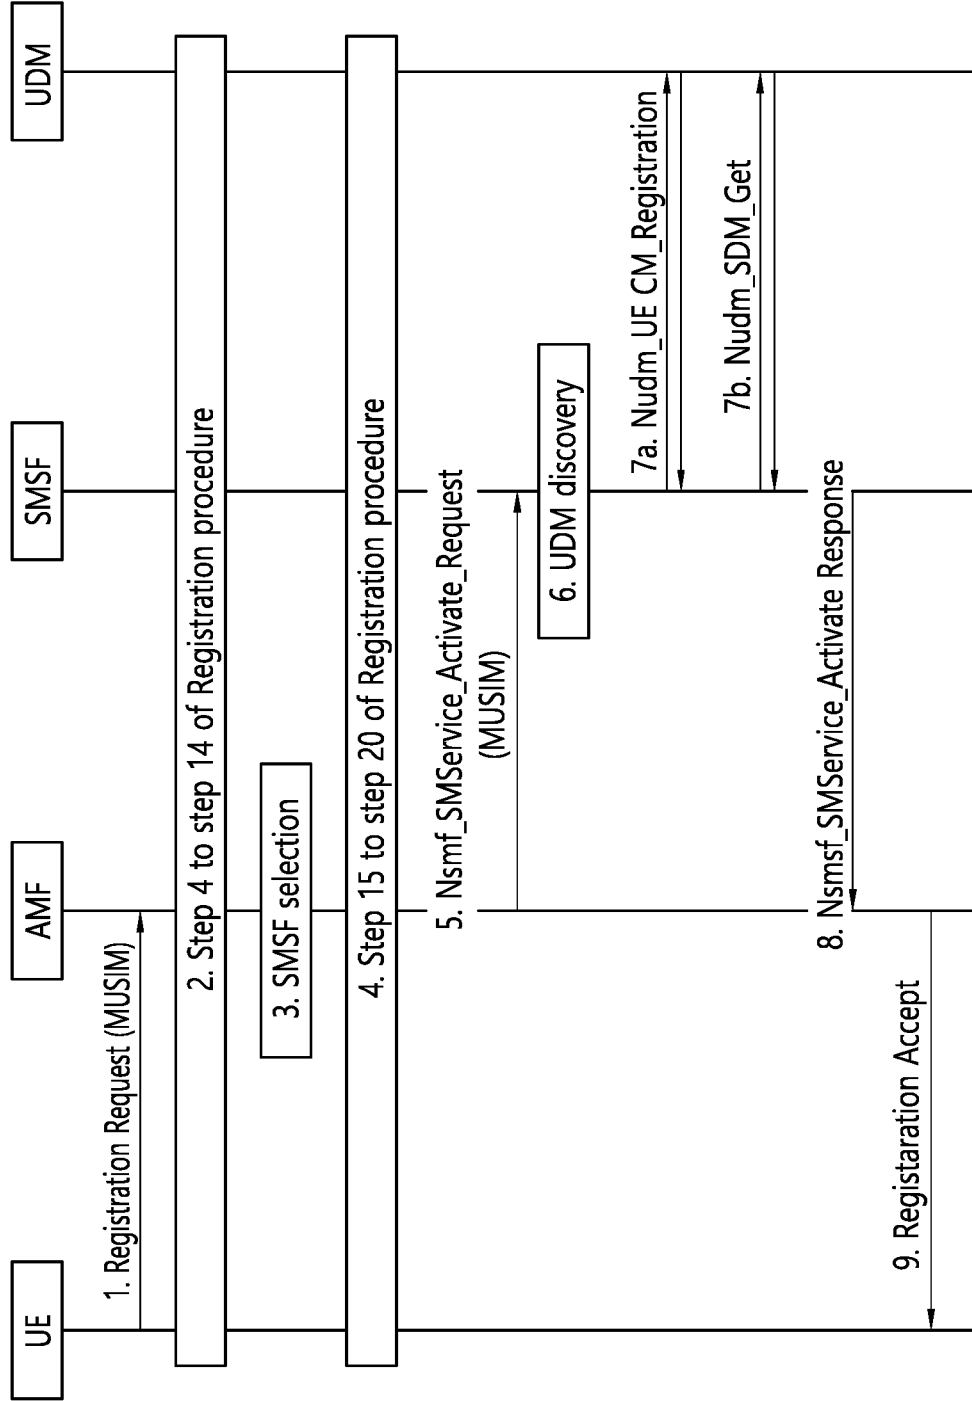 UE
AMF
SMSF
UDM
1. Registration Request (MUSIM)
2. Step 4 to step 14 of Registration procedure
3. SMSF selection
4. Step 15 to step 20 of Registration procedure
5. Nsmf_SMService_Activate_Request
(MUSIM)
6. UDM discovery
7a. Nudm_UE CM_Registration
7b. Nudm_SDM_Get
8. Nsmsf_SMService_Activate Response
9. Registaration Accept